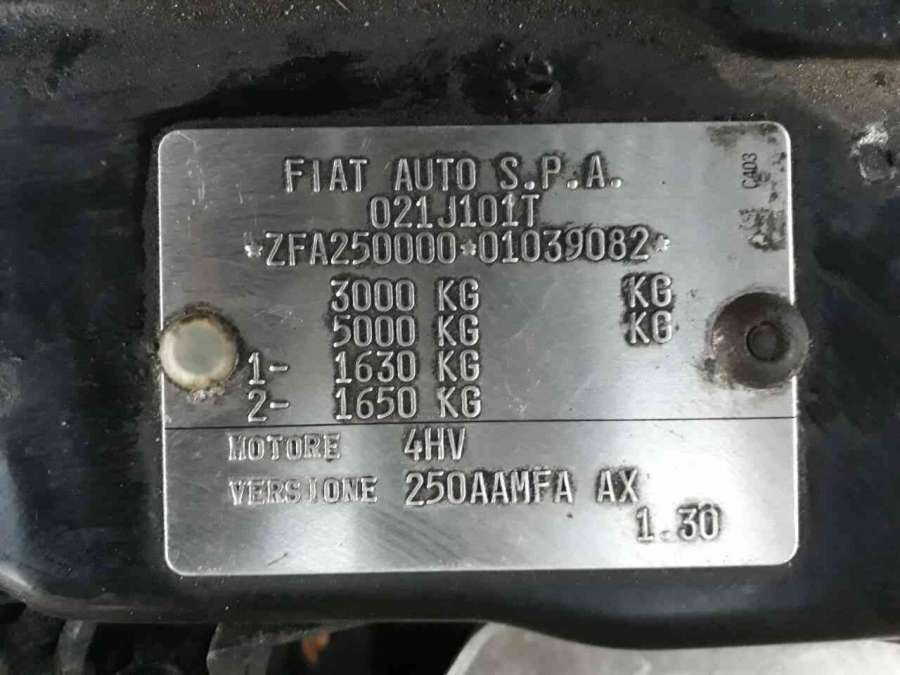 FIAT AUTO S.P.A.
021J101T
*ZFA250000*01039082*
3000 KG KG
5000 KG KG
1- 1630 KG
2- 1650 KG
MOTORE 4HV
VERSIONE 250AAMFA AX
1.30
CA03